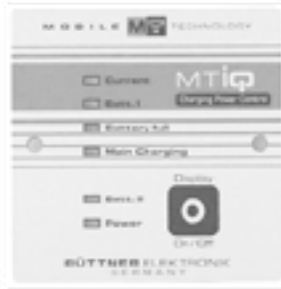 MOBILE MT TECHNOLOGY
Current
MTiQ
Batt. I
Charging Power Control
Battery full
Main Charging
Display
Batt. II
Power
On / Off
BÜTTNER ELEKTRONIK
GERMANY